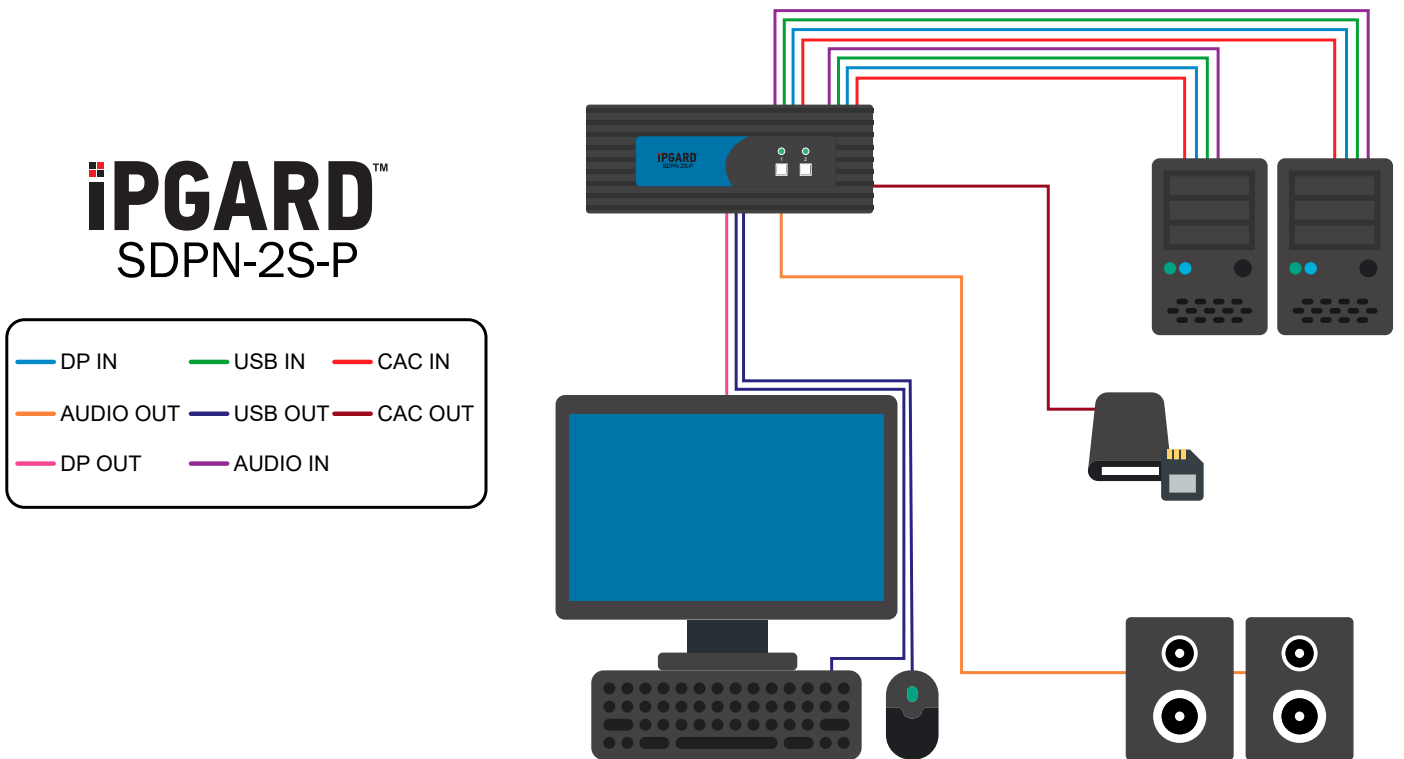 iPGARD™
SDPN-2S-P
DP IN
USB IN
CAC IN
AUDIO OUT
USB OUT
CAC OUT
DP OUT
AUDIO IN
iPGARD
SDPN-2S-P
1
2